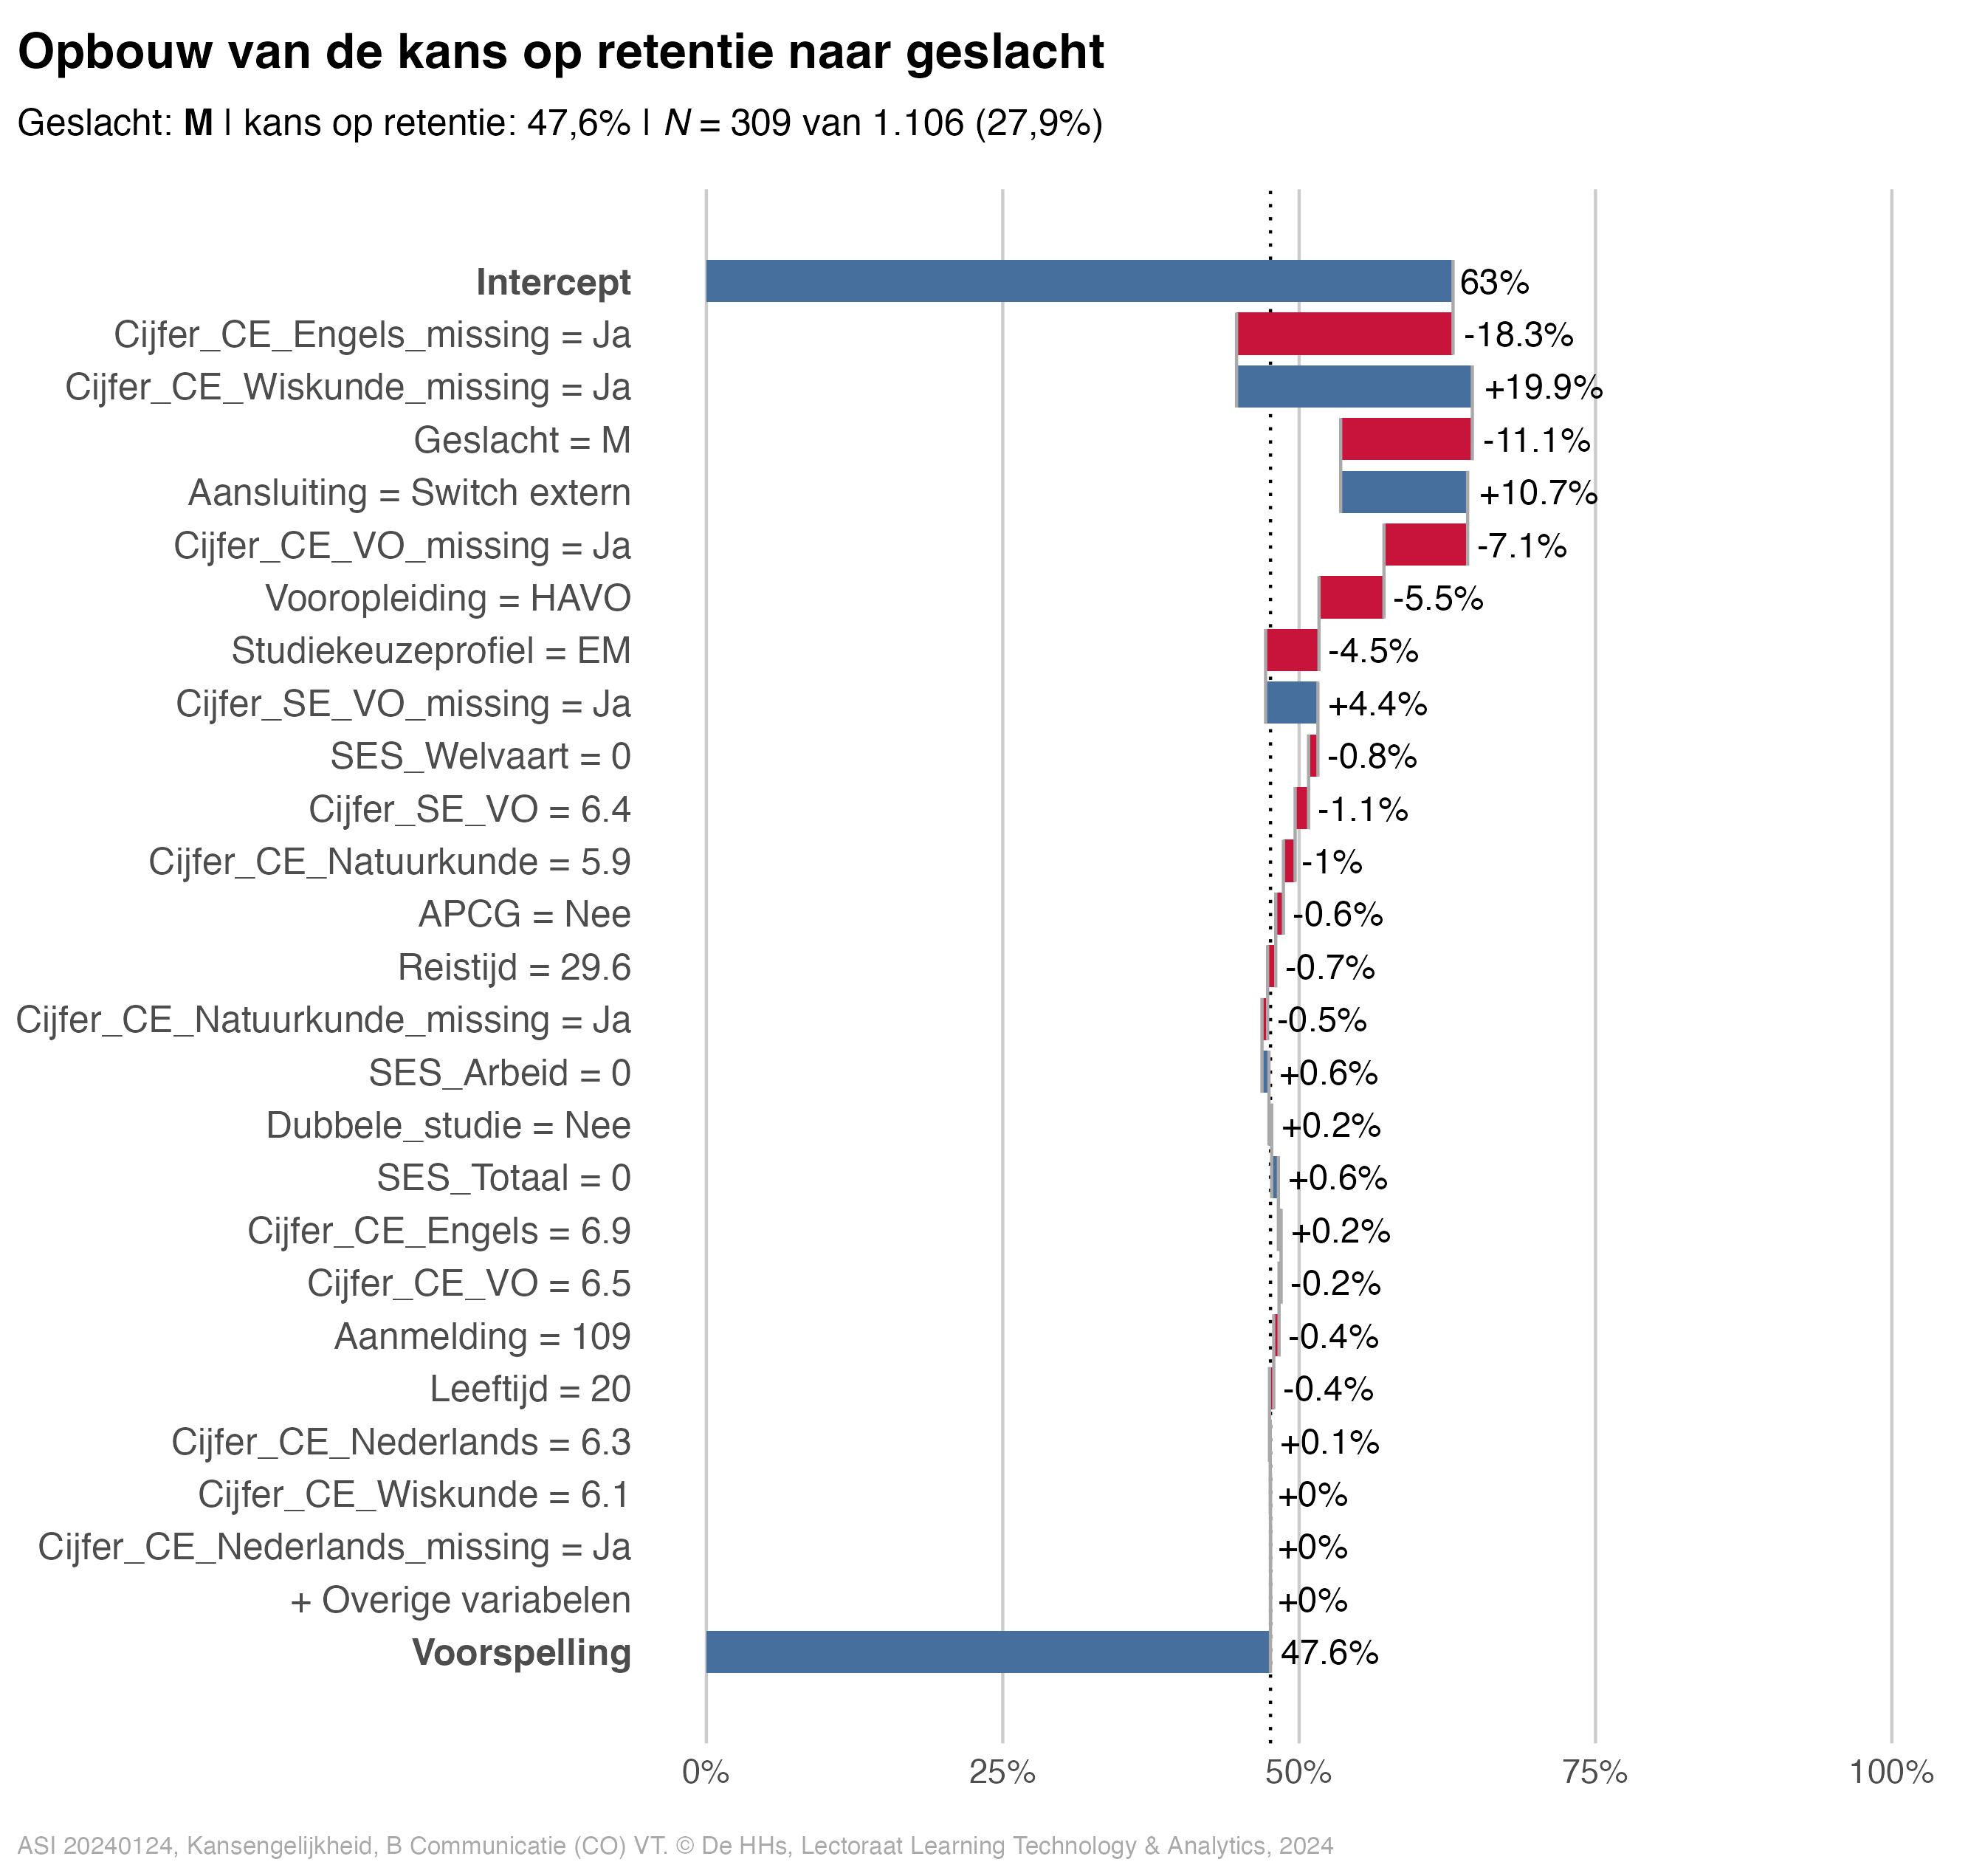 Opbouw van de kans op retentie naar geslacht
Geslacht: M | kans op retentie: 47,6% | N = 309 van 1.106 (27,9%)
Intercept 63%
Cijfer_CE_Engels_missing = Ja -18.3%
Cijfer_CE_Wiskunde_missing = Ja +19.9%
Geslacht = M -11.1%
Aansluiting = Switch extern +10.7%
Cijfer_CE_VO_missing = Ja -7.1%
Vooropleiding = HAVO -5.5%
Studiekeuzeprofiel = EM -4.5%
Cijfer_SE_VO_missing = Ja +4.4%
SES_Welvaart = 0 -0.8%
Cijfer_SE_VO = 6.4 -1.1%
Cijfer_CE_Natuurkunde = 5.9 -1%
APCG = Nee -0.6%
Reistijd = 29.6 -0.7%
Cijfer_CE_Natuurkunde_missing = Ja -0.5%
SES_Arbeid = 0 +0.6%
Dubbele_studie = Nee +0.2%
SES_Totaal = 0 +0.6%
Cijfer_CE_Engels = 6.9 +0.2%
Cijfer_CE_VO = 6.5 -0.2%
Aanmelding = 109 -0.4%
Leeftijd = 20 -0.4%
Cijfer_CE_Nederlands = 6.3 +0.1%
Cijfer_CE_Wiskunde = 6.1 +0%
Cijfer_CE_Nederlands_missing = Ja +0%
+ Overige variabelen +0%
Voorspelling 47.6%
0% 25% 50% 75% 100%
ASI 20240124, Kansengelijkheid, B Communicatie (CO) VT. © De HHs, Lectoraat Learning Technology & Analytics, 2024